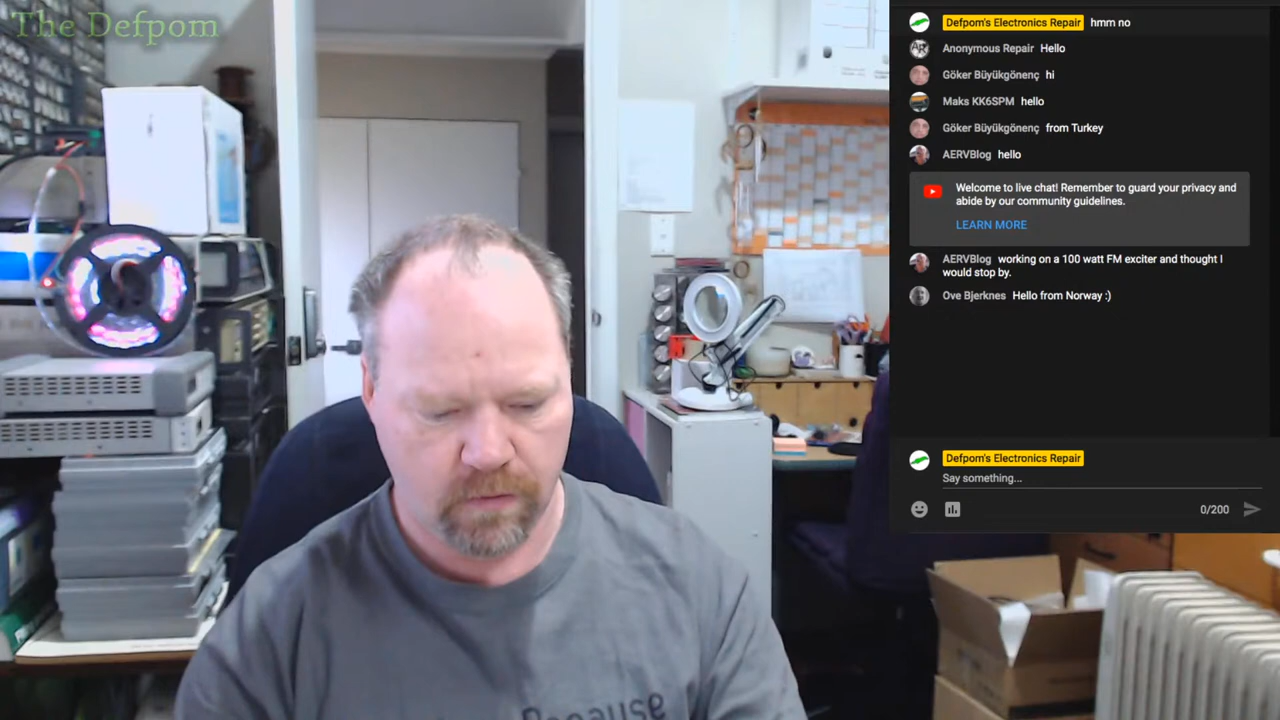 The Defpom
Defpom's Electronics Repair hmm no
Anonymous Repair Hello
Göker Büyükgönenç hi
Maks KK6SPM hello
Göker Büyükgönenç from Turkey
AERVBlog hello
Welcome to live chat! Remember to guard your privacy and
abide by our community guidelines.
LEARN MORE
AERVBlog working on a 100 watt FM exciter and thought I
would stop by.
Ove Bjerknes Hello from Norway :)
Defpom's Electronics Repair
Say something...
0/200
Because